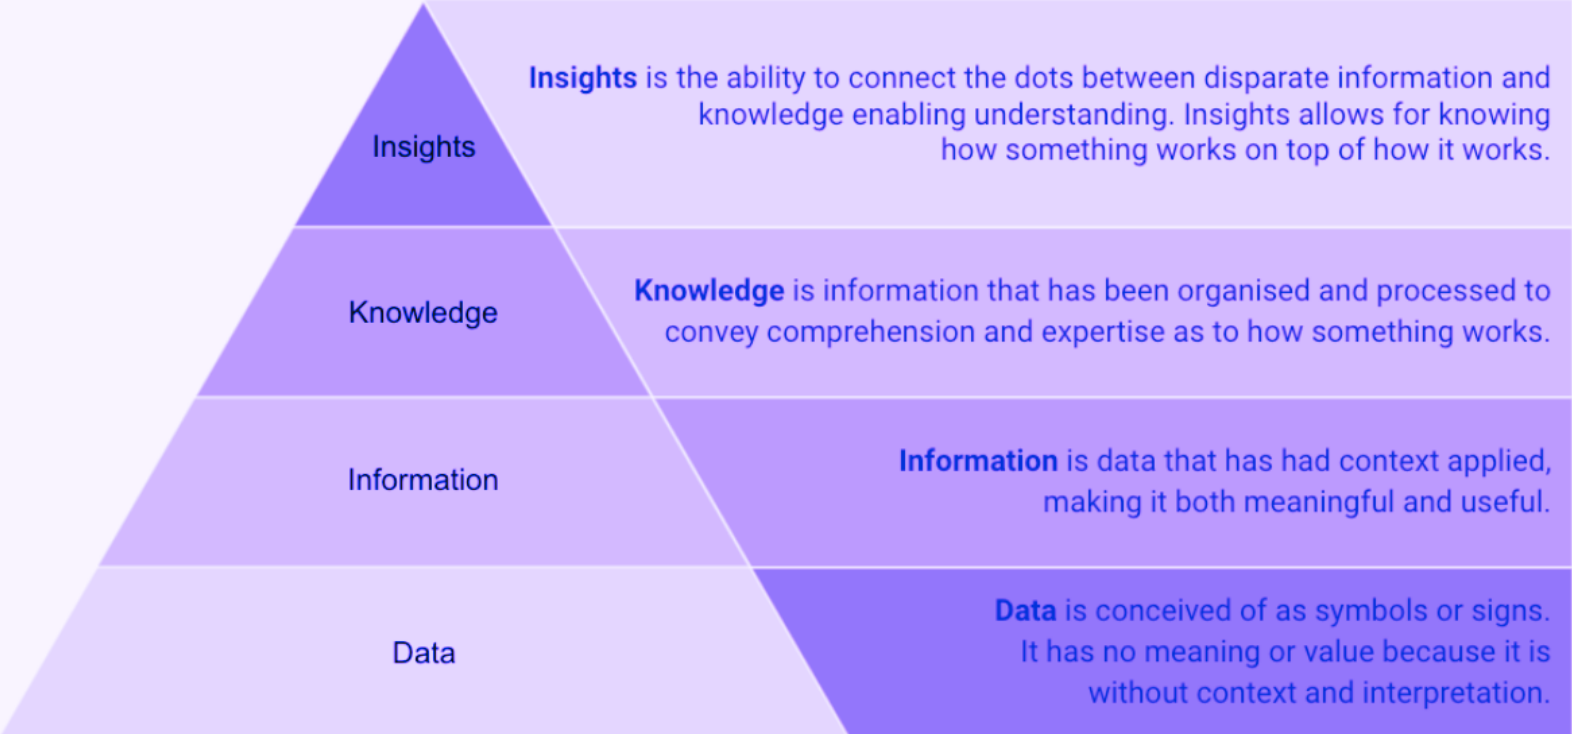 Insights
Insights is the ability to connect the dots between disparate information and
knowledge enabling understanding. Insights allows for knowing
how something works on top of how it works.
Knowledge
Knowledge is information that has been organised and processed to
convey comprehension and expertise as to how something works.
Information
Information is data that has had context applied,
making it both meaningful and useful.
Data
Data is conceived of as symbols or signs.
It has no meaning or value because it is
without context and interpretation.